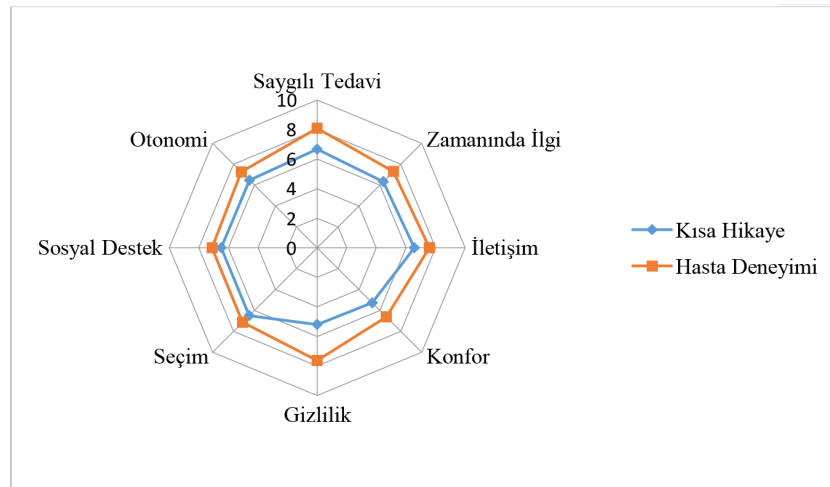 Saygılı Tedavi
10
Otonomi
Zamanında İlgi
8
6
4
2
Sosyal Destek
0
İletişim
Seçim
Konfor
Gizlilik
Kısa Hikaye
Hasta Deneyimi